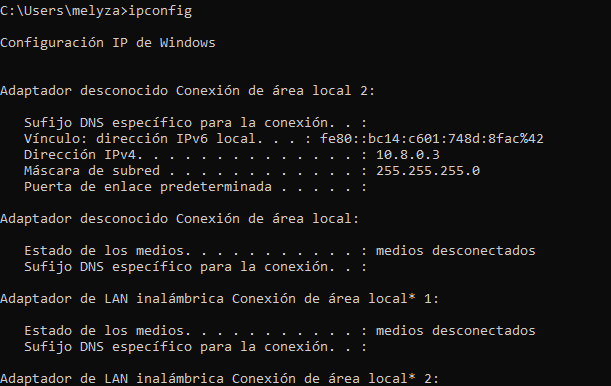 C:\Users\melyza>ipconfig
Configuración IP de Windows
Adaptador desconocido Conexión de área local 2:
Sufijo DNS específico para la conexión. . :
Vínculo: dirección IPv6 local. . . : fe80::bc14:c601:748d:8fac%42
Dirección IPv4. . . . . . . . . . . . . . : 10.8.0.3
Máscara de subred . . . . . . . . . . . . : 255.255.255.0
Puerta de enlace predeterminada . . . . . :
Adaptador desconocido Conexión de área local:
Estado de los medios. . . . . . . . . . . : medios desconectados
Sufijo DNS específico para la conexión. . :
Adaptador de LAN inalámbrica Conexión de área local* 1:
Estado de los medios. . . . . . . . . . . : medios desconectados
Sufijo DNS específico para la conexión. . :
Adaptador de LAN inalámbrica Conexión de área local* 2: